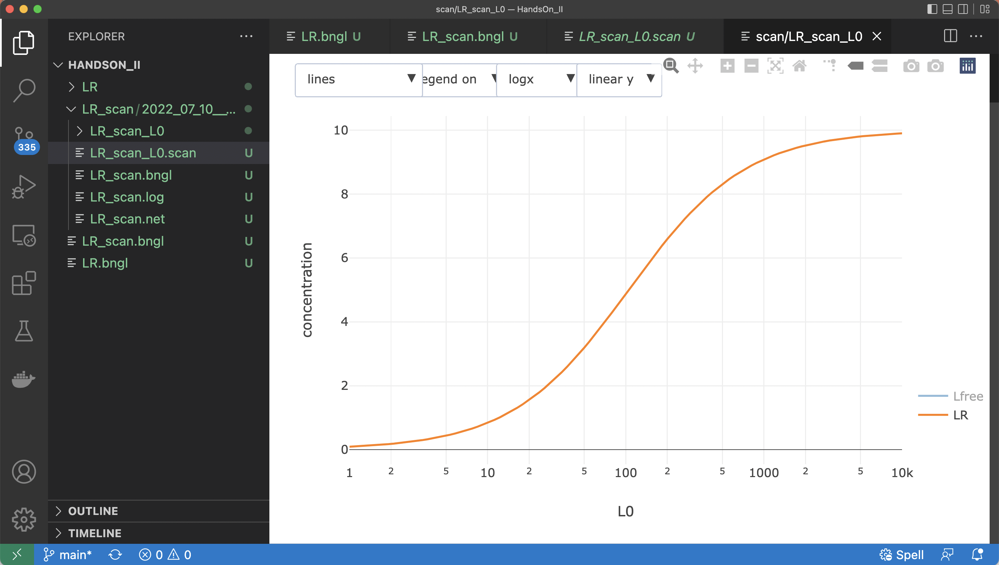 scan/LR_scan_L0 — HandsOn_II
EXPLORER
LR.bngl U
LR_scan.bngl U
LR_scan_L0.scan U
scan/LR_scan_L0
HANDSON_II
LR
LR_scan/2022_07_10__...
LR_scan_L0
LR_scan_L0.scan U
LR_scan.bngl U
LR_scan.log U
LR_scan.net U
LR_scan.bngl U
LR.bngl U
335
OUTLINE
TIMELINE
lines
egend on
logx
linear y
10
8
6
4
2
0
concentration
1 2 5 10 2 5 100 2 5 1000 2 5 10k
L0
Lfree
LR
main* 0 0
Spell